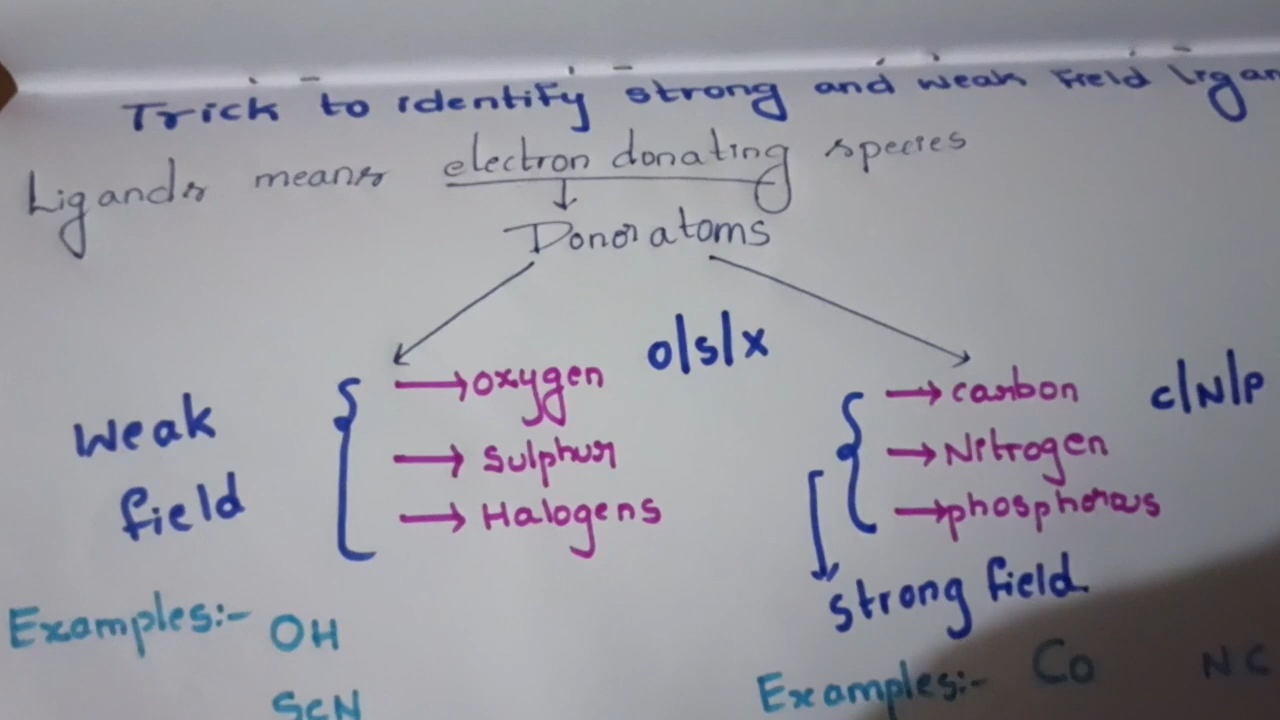 Trick to identify strong and weak field
Ligands means electron donating species
Donor atoms
o/s/x
→ oxygen
→ Sulphur
→ Halogens
Weak
field
c/N/P
→ carbon
→ Nitrogen
→ phosphorous
strong field
Examples:- OH
SCN
Examples:- Co NC